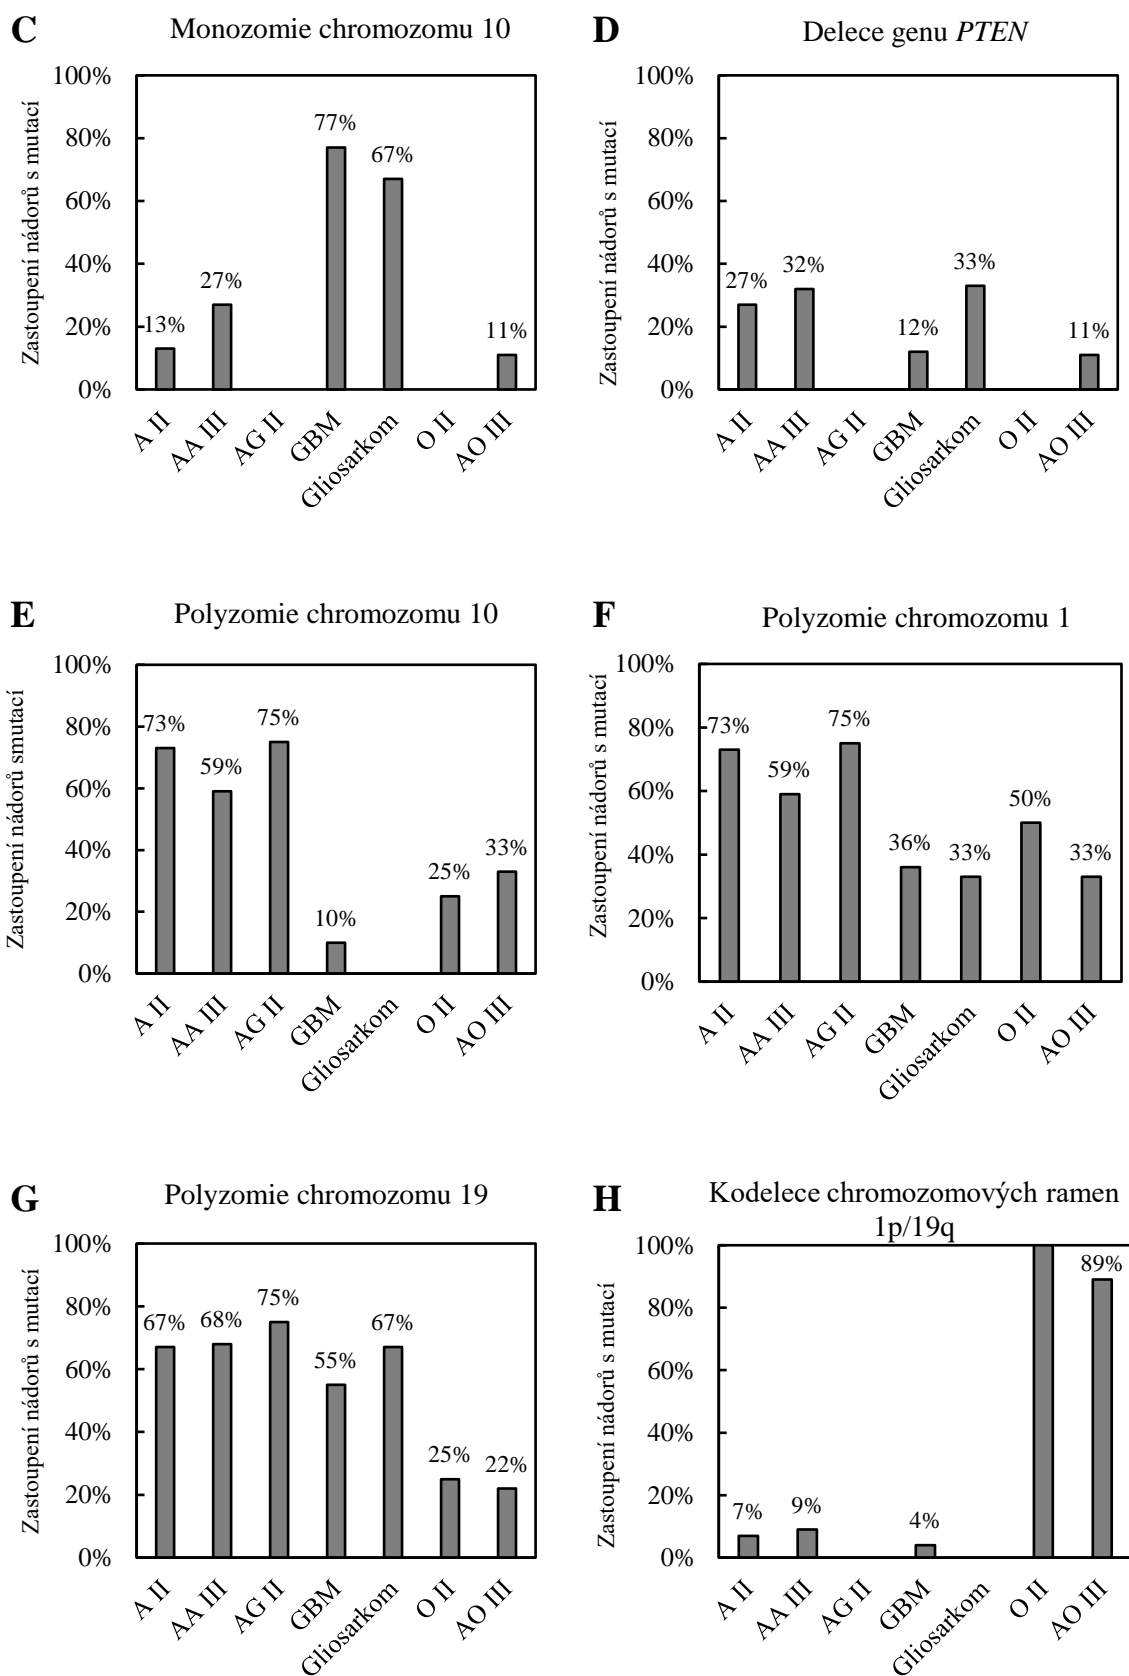 C Monozomie chromozomu 10
Zastoupení nádorů s mutací
100%
80%
60%
40%
20%
0%
13%
27%
77%
67%
11%
A II
AA III
AG II
GBM
Gliosarkom
O II
AO III
D Delece genu PTEN
Zastoupení nádorů s mutací
100%
80%
60%
40%
20%
0%
27%
32%
12%
33%
11%
A II
AA III
AG II
GBM
Gliosarkom
O II
AO III
E Polyzomie chromozomu 10
Zastoupení nádorů smutací
100%
80%
60%
40%
20%
0%
73%
59%
75%
10%
25%
33%
A II
AA III
AG II
GBM
Gliosarkom
O II
AO III
F Polyzomie chromozomu 1
Zastoupení nádorů s mutací
100%
80%
60%
40%
20%
0%
73%
59%
75%
36%
33%
50%
33%
A II
AA III
AG II
GBM
Gliosarkom
O II
AO III
G Polyzomie chromozomu 19
Zastoupení nádorů s mutací
100%
80%
60%
40%
20%
0%
67%
68%
75%
55%
67%
25%
22%
A II
AA III
AG II
GBM
Gliosarkom
O II
AO III
H Kodelece chromozomových ramen
1p/19q
Zastoupení nádorů s mutací
100%
80%
60%
40%
20%
0%
7%
9%
4%
89%
A II
AA III
AG II
GBM
Gliosarkom
O II
AO III